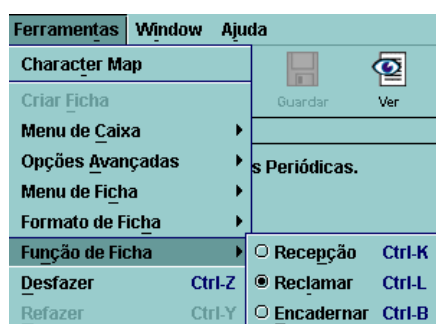 Ferramentas Window Ajuda
Character Map
Criar Ficha
Guardar Ver
Menu de Caixa
Opções Avançadas
s Periódicas.
Menu de Ficha
Formato de Ficha
Função de Ficha
Recepção Ctrl-K
Desfazer Ctrl-Z
Reclamar Ctrl-L
Refazer Ctrl-Y
Encadernar Ctrl-B